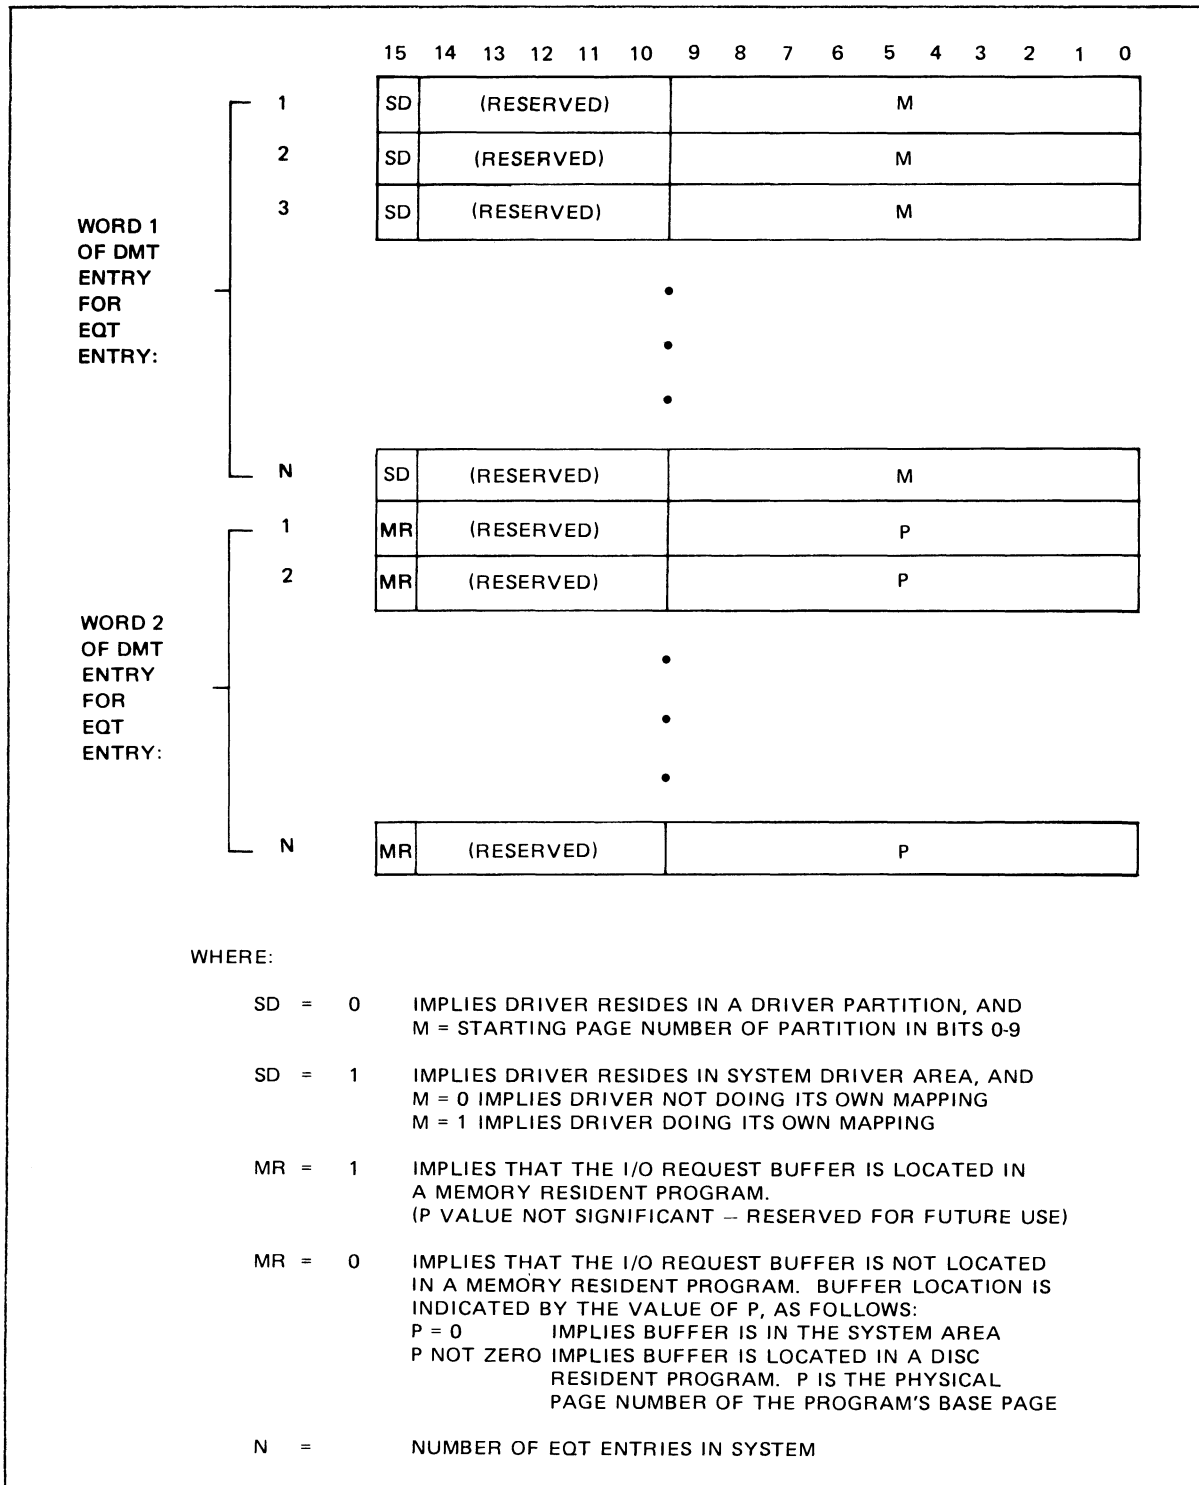 15 14 13 12 11 10 9 8 7 6 5 4 3 2 1 0
1 SD (RESERVED) M
2 SD (RESERVED) M
3 SD (RESERVED) M
WORD 1
OF DMT
ENTRY
FOR
EQT
ENTRY:
N SD (RESERVED) M
1 MR (RESERVED) P
2 MR (RESERVED) P
WORD 2
OF DMT
ENTRY
FOR
EQT
ENTRY:
N MR (RESERVED) P
WHERE:
SD = 0 IMPLIES DRIVER RESIDES IN A DRIVER PARTITION, AND
M = STARTING PAGE NUMBER OF PARTITION IN BITS 0-9
SD = 1 IMPLIES DRIVER RESIDES IN SYSTEM DRIVER AREA, AND
M = 0 IMPLIES DRIVER NOT DOING ITS OWN MAPPING
M = 1 IMPLIES DRIVER DOING ITS OWN MAPPING
MR = 1 IMPLIES THAT THE I/O REQUEST BUFFER IS LOCATED IN
A MEMORY RESIDENT PROGRAM.
(P VALUE NOT SIGNIFICANT — RESERVED FOR FUTURE USE)
MR = 0 IMPLIES THAT THE I/O REQUEST BUFFER IS NOT LOCATED
IN A MEMORY RESIDENT PROGRAM. BUFFER LOCATION IS
INDICATED BY THE VALUE OF P, AS FOLLOWS:
P = 0 IMPLIES BUFFER IS IN THE SYSTEM AREA
P NOT ZERO IMPLIES BUFFER IS LOCATED IN A DISC
RESIDENT PROGRAM. P IS THE PHYSICAL
PAGE NUMBER OF THE PROGRAM'S BASE PAGE
N = NUMBER OF EQT ENTRIES IN SYSTEM